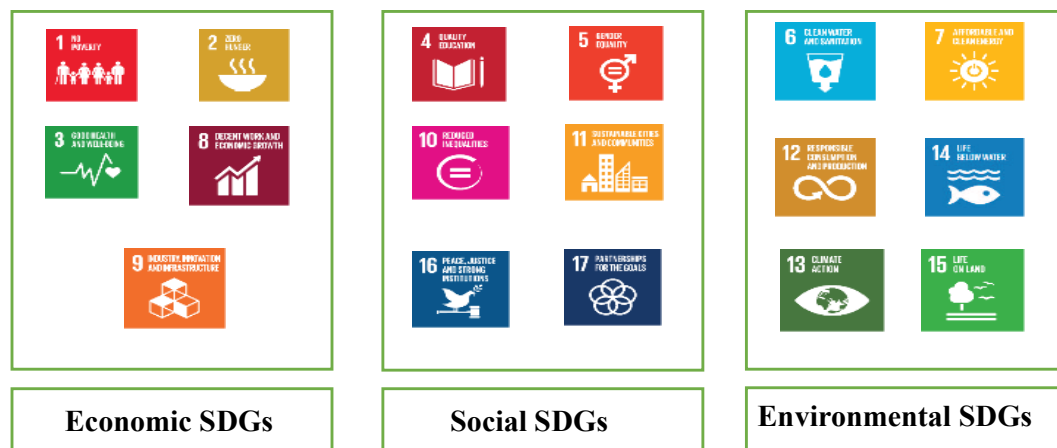 1 NO
POVERTY
2 ZERO
HUNGER
3 GOOD HEALTH
AND WELL-BEING
8 DECENT WORK AND
ECONOMIC GROWTH
9 INDUSTRY, INNOVATION
AND INFRASTRUCTURE
Economic SDGs
4 QUALITY
EDUCATION
5 GENDER
EQUALITY
10 REDUCED
INEQUALITIES
11 SUSTAINABLE CITIES
AND COMMUNITIES
16 PEACE, JUSTICE
AND STRONG
INSTITUTIONS
17 PARTNERSHIPS
FOR THE GOALS
Social SDGs
6 CLEAN WATER
AND SANITATION
7 AFFORDABLE AND
CLEAN ENERGY
12 RESPONSIBLE
CONSUMPTION
AND PRODUCTION
14 LIFE
BELOW WATER
13 CLIMATE
ACTION
15 LIFE
ON LAND
Environmental SDGs